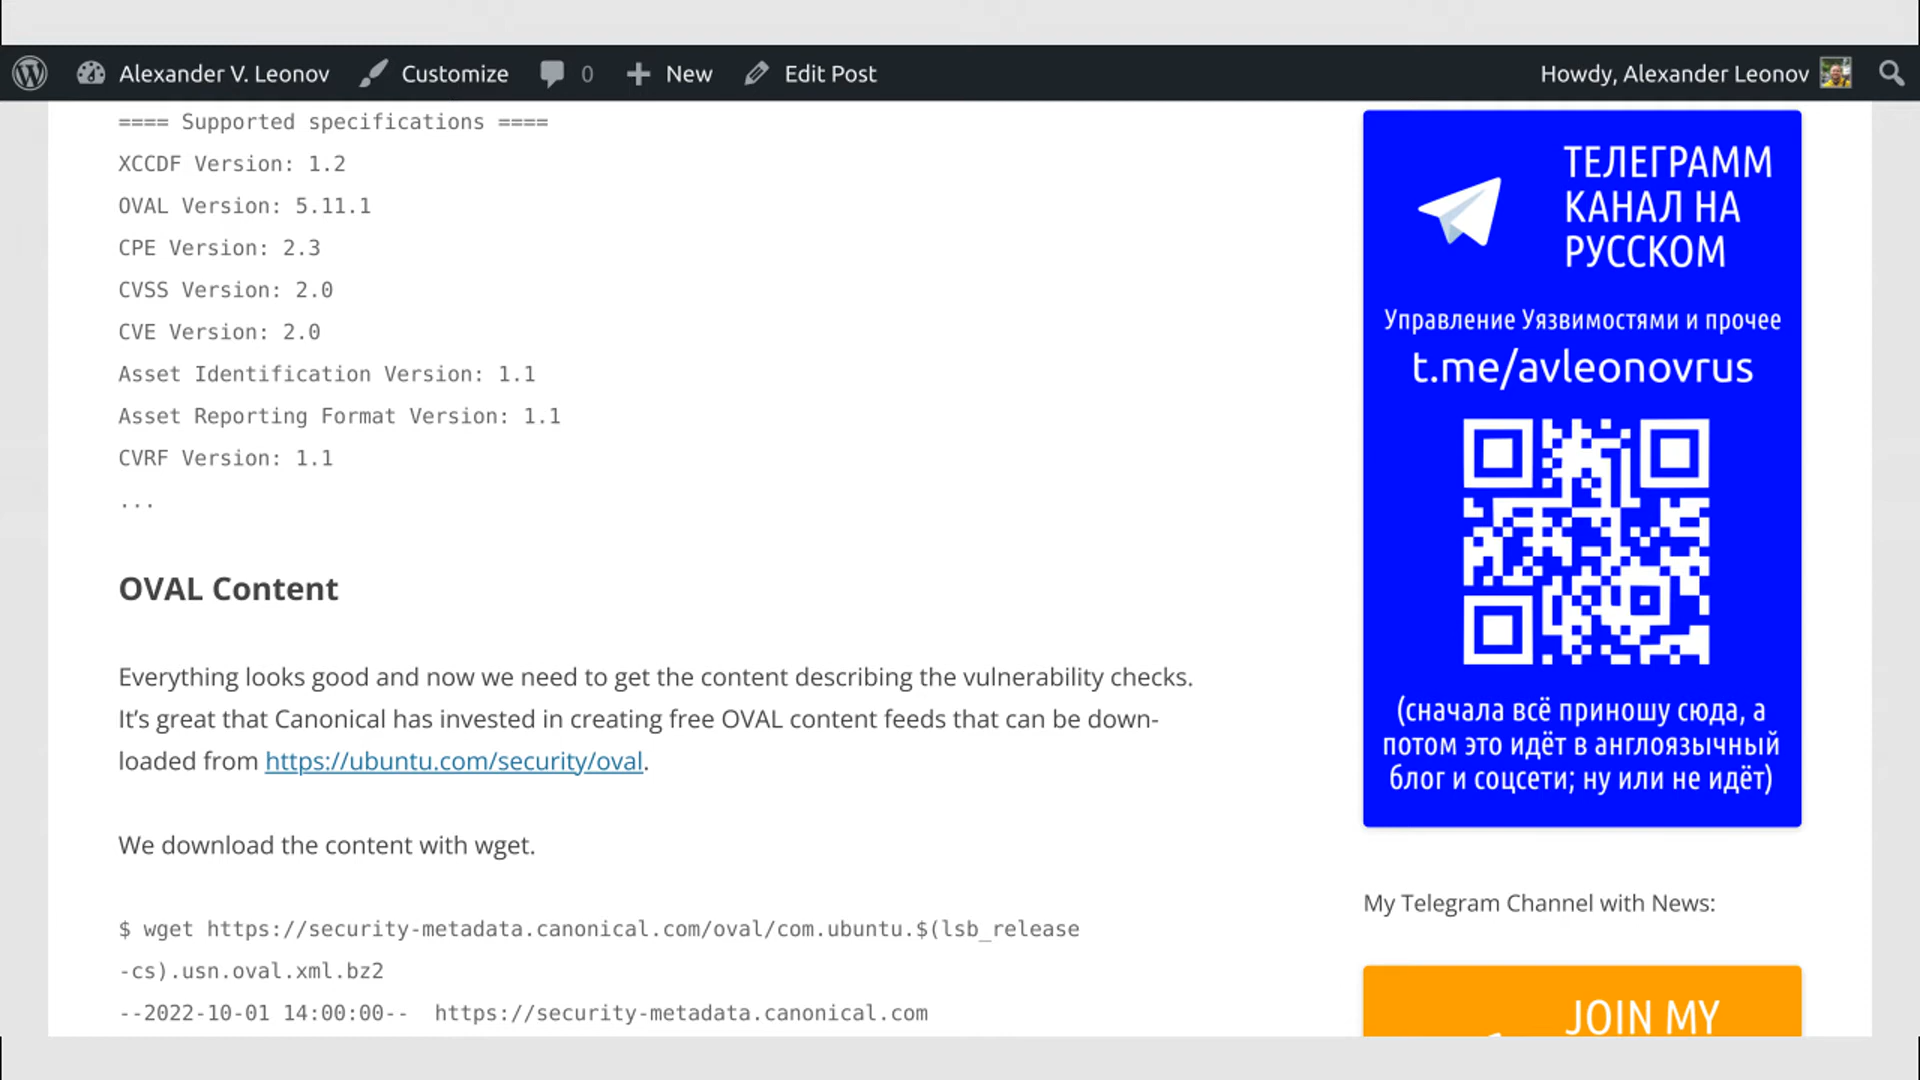 Alexander V. Leonov Customize 0 New Edit Post Howdy, Alexander Leonov
==== Supported specifications ====
XCCDF Version: 1.2
OVAL Version: 5.11.1
CPE Version: 2.3
CVSS Version: 2.0
CVE Version: 2.0
Asset Identification Version: 1.1
Asset Reporting Format Version: 1.1
CVRF Version: 1.1
...
OVAL Content
Everything looks good and now we need to get the content describing the vulnerability checks.
It’s great that Canonical has invested in creating free OVAL content feeds that can be down-
loaded from https://ubuntu.com/security/oval.
We download the content with wget.
$ wget https://security-metadata.canonical.com/oval/com.ubuntu.$(lsb_release
-cs).usn.oval.xml.bz2
--2022-10-01 14:00:00--  https://security-metadata.canonical.com
ТЕЛЕГРАММ
КАНАЛ НА
РУССКОМ
Управление Уязвимостями и прочее
t.me/avleonovrus
(сначала всё приношу сюда, а
потом это идёт в англоязычный
блог и соцсети; ну или не идёт)
My Telegram Channel with News:
JOIN MY